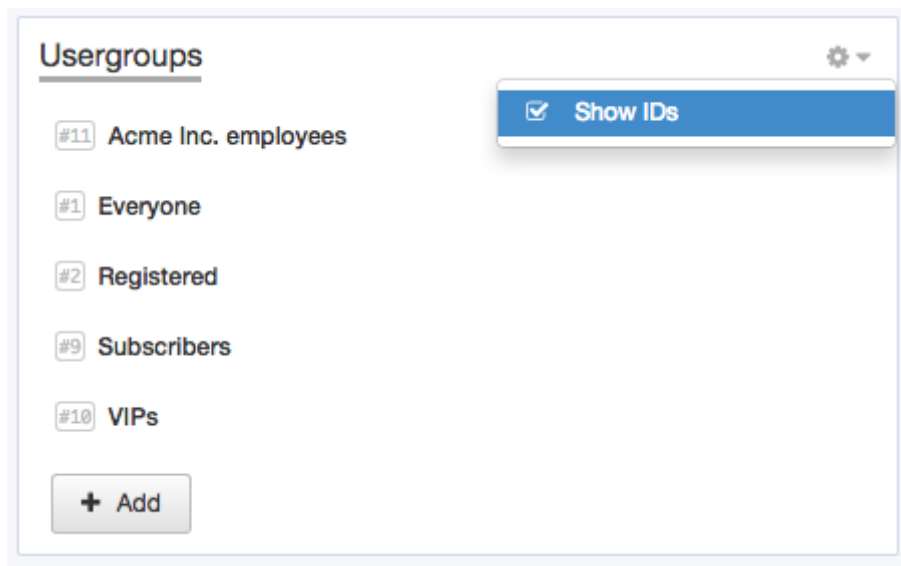 Usergroups
Show IDs
#11 Acme Inc. employees
#1 Everyone
#2 Registered
#9 Subscribers
#10 VIPs
+ Add